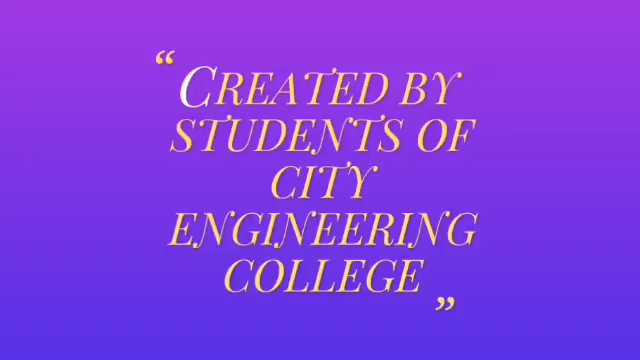 “CREATED BY
STUDENTS OF
CITY
ENGINEERING
COLLEGE”